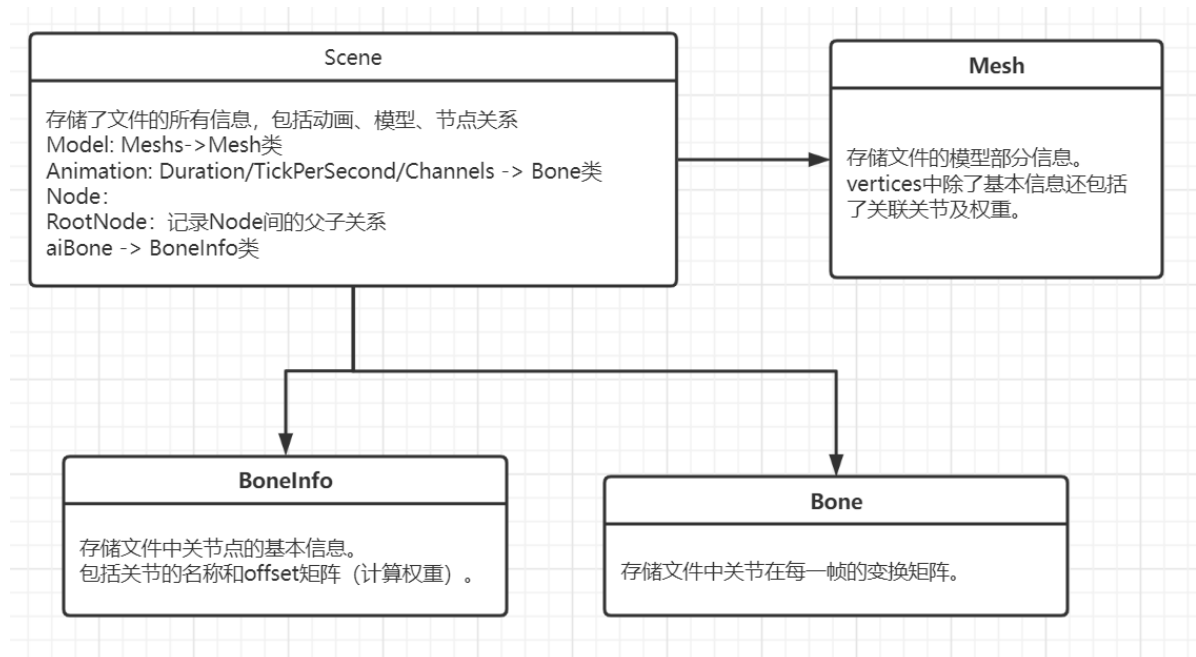 Scene
存储了文件的所有信息，包括动画、模型、节点关系
Model: Meshs->Mesh类
Animation: Duration/TickPerSecond/Channels -> Bone类
Node：
RootNode：记录Node间的父子关系
aiBone -> BoneInfo类
Mesh
存储文件的模型部分信息。
vertices中除了基本信息还包括
了关联关节及权重。
BoneInfo
存储文件中关节点的基本信息。
包括关节的名称和offset矩阵（计算权重）。
Bone
存储文件中关节在每一帧的变换矩阵。